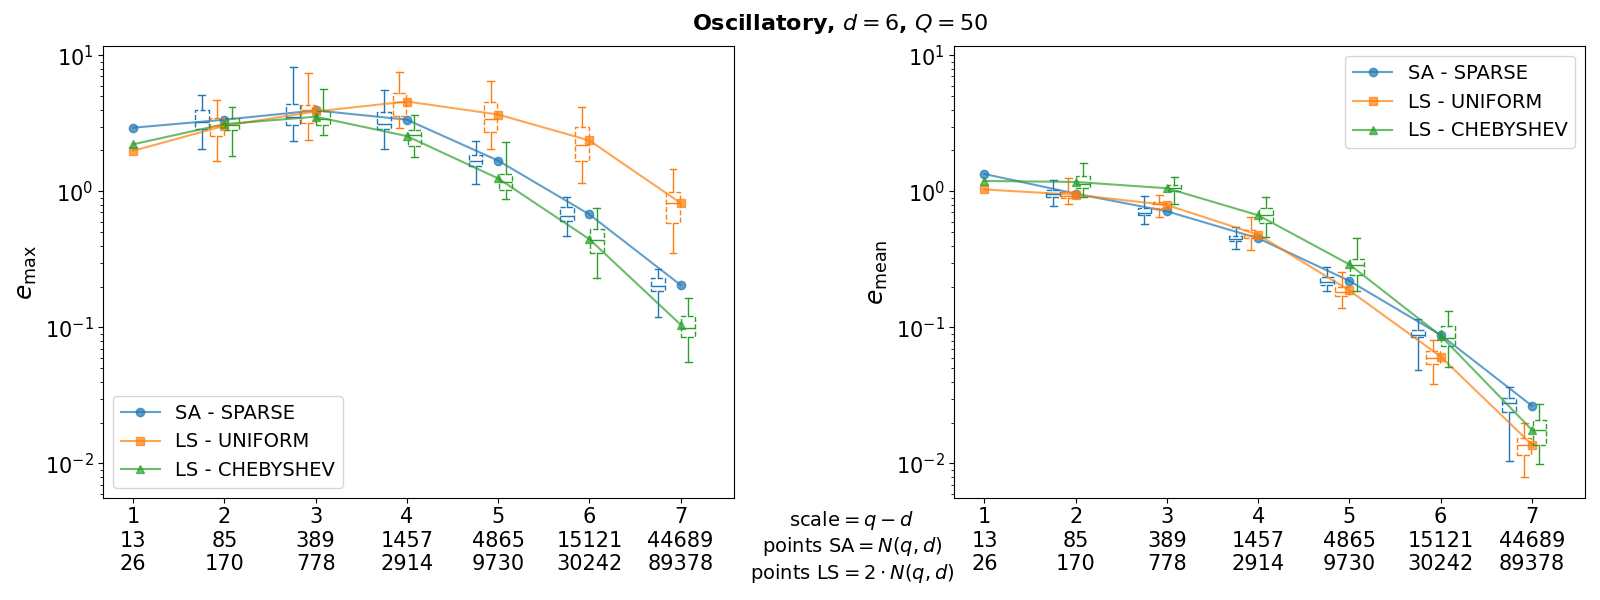 Oscillatory, d = 6, Q = 50
10¹
10⁰
10⁻¹
10⁻²
e_max
SA - SPARSE
LS - UNIFORM
LS - CHEBYSHEV
1 2 3 4 5 6 7
13 85 389 1457 4865 15121 44689
26 170 778 2914 9730 30242 89378
scale = q − d
points SA = N(q, d)
points LS = 2 · N(q, d)
10¹
10⁰
10⁻¹
10⁻²
e_mean
SA - SPARSE
LS - UNIFORM
LS - CHEBYSHEV
1 2 3 4 5 6 7
13 85 389 1457 4865 15121 44689
26 170 778 2914 9730 30242 89378